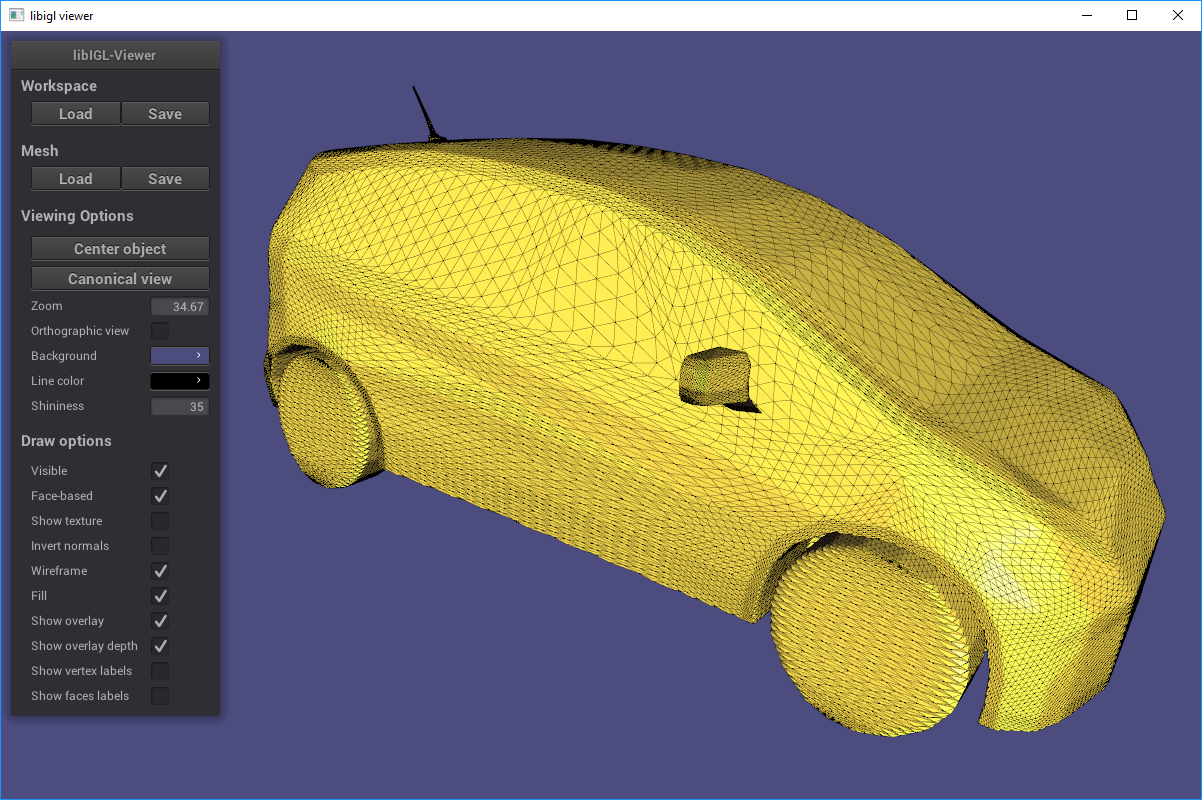 libigl viewer
libIGL-Viewer
Workspace
Load Save
Mesh
Load Save
Viewing Options
Center object
Canonical view
Zoom 34.67
Orthographic view
Background
Line color
Shininess 35
Draw options
Visible
Face-based
Show texture
Invert normals
Wireframe
Fill
Show overlay
Show overlay depth
Show vertex labels
Show faces labels